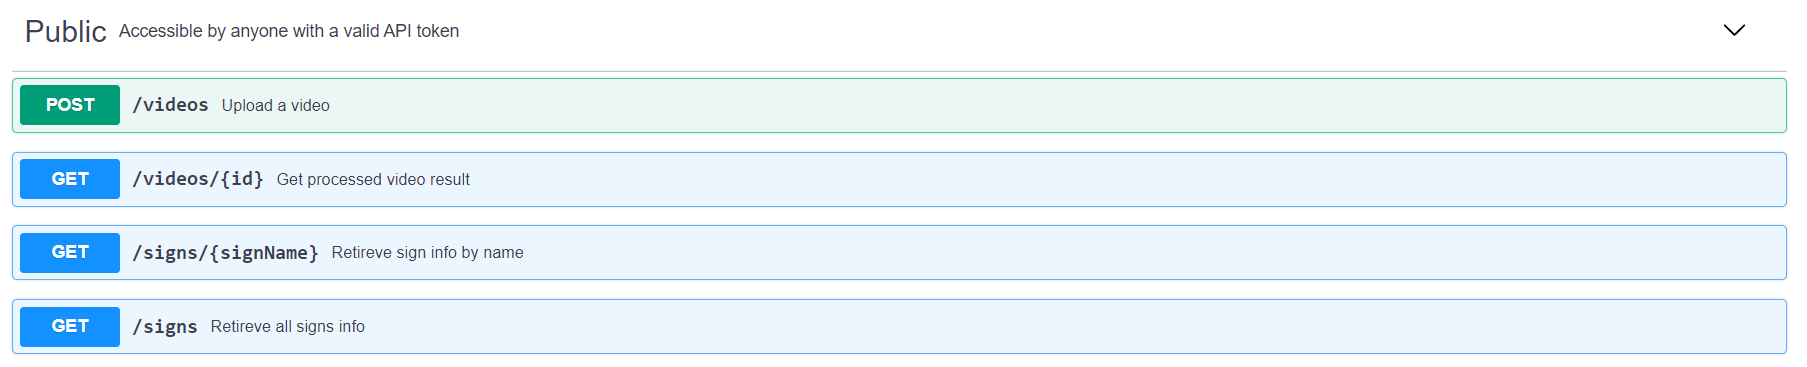 Public Accessible by anyone with a valid API token
POST /videos Upload a video
GET /videos/{id} Get processed video result
GET /signs/{signName} Retireve sign info by name
GET /signs Retireve all signs info